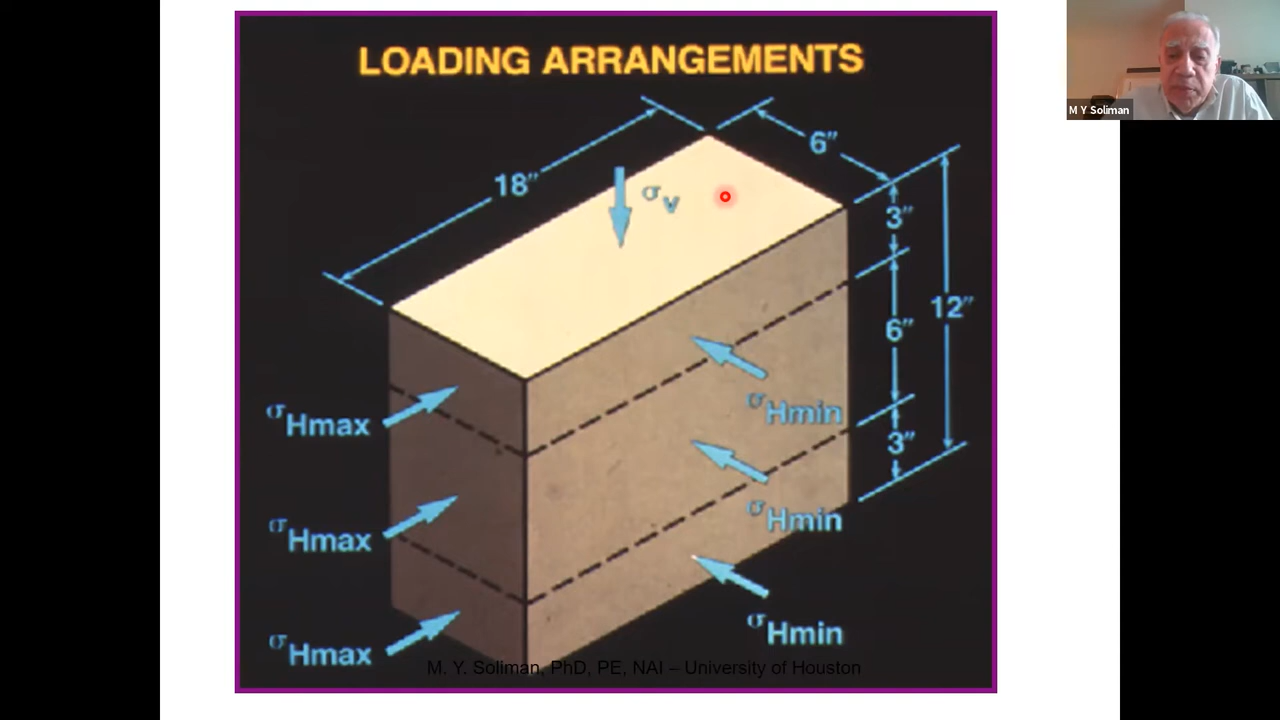 LOADING ARRANGEMENTS
M Y Soliman
18"
6"
σv
3"
12"
6"
σHmax
σHmin
3"
σHmax
σHmin
σHmax
σHmin
M. Y. Soliman, PhD, PE, NAI – University of Houston